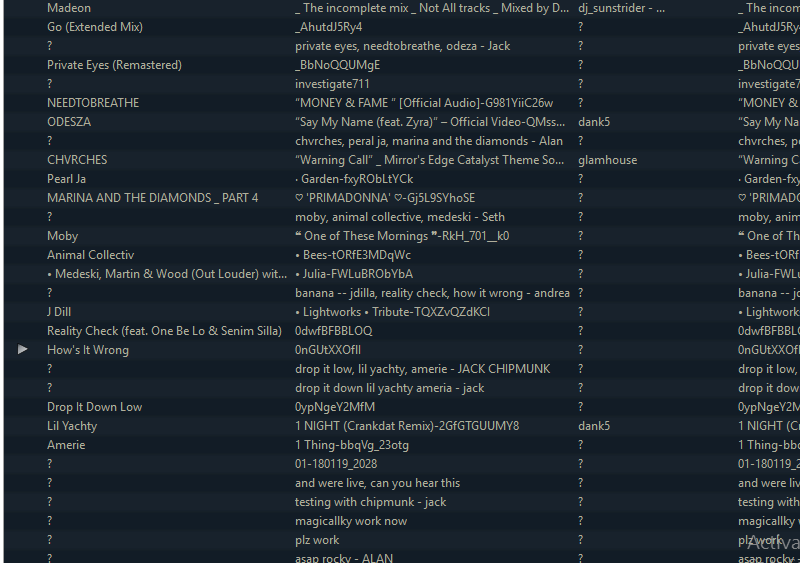 Madeon _ The incomplete mix _ Not All tracks _ Mixed by D... dj_sunstrider - ... _ The incom
Go (Extended Mix) _AhutdJ5Ry4 ? _AhutdJ5Ry
? private eyes, needtobreathe, odeza - Jack ? private eyes
Private Eyes (Remastered) _BbNoQQUMgE ? _BbNoQQU
? investigate711 ? investigate7
NEEDTOBREATHE “MONEY & FAME “ [Official Audio]-G981YiiC26w ? “MONEY &
ODESZA “Say My Name (feat. Zyra)” – Official Video-QMss... dank5 “Say My Na
? chvrches, peral ja, marina and the diamonds - Alan ? chvrches, pe
CHVRCHES “Warning Call” _ Mirror's Edge Catalyst Theme So... glamhouse “Warning C
Pearl Ja · Garden-fxyRObLtYCk ? · Garden-fxy
MARINA AND THE DIAMONDS _ PART 4 ♡ 'PRIMADONNA' ♡-Gj5L9SYhoSE ? ♡ 'PRIMADO
? moby, animal collective, medeski - Seth ? moby, anim
Moby ❝ One of These Mornings ❞-RkH_701__k0 ? ❝ One of Th
Animal Collectiv • Bees-tORfE3MDqWc ? • Bees-tORf
• Medeski, Martin & Wood (Out Louder) wit... • Julia-FWLuBRObYbA ? • Julia-FWLu
? banana -- jdilla, reality check, how it wrong - andrea ? banana -- jd
J Dill • Lightworks • Tribute-TQXZvQZdKCI ? • Lightwork
Reality Check (feat. One Be Lo & Senim Silla) 0dwfBFBBLOQ ? 0dwfBFBBLO
How's It Wrong 0nGUtXXOfII ? 0nGUtXXOfII
? drop it low, lil yachty, amerie - JACK CHIPMUNK ? drop it low,
? drop it down lil yachty ameria - jack ? drop it dow
Drop It Down Low 0ypNgeY2MfM ? 0ypNgeY2M
Lil Yachty 1 NIGHT (Crankdat Remix)-2GfGTGUUMY8 dank5 1 NIGHT (Cr
Amerie 1 Thing-bbqVg_23otg ? 1 Thing-bbq
? 01-180119_2028 ? 01-180119_2
? and were live, can you hear this ? and were liv
? testing with chipmunk - jack ? testing with
? magicallky work now ? magicallky w
? plz work ? plz work
Activa
? asap rocky - ALAN ? asap rocky -